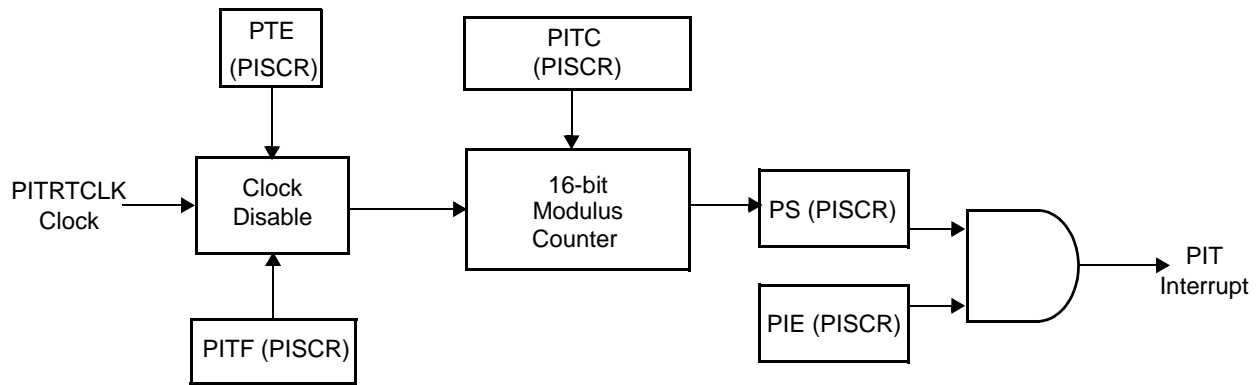 PTE
(PISCR)
PITC
(PISCR)
PITRTCLK
Clock
Clock
Disable
16-bit
Modulus
Counter
PS (PISCR)
PIE (PISCR)
PIT
Interrupt
PITF (PISCR)